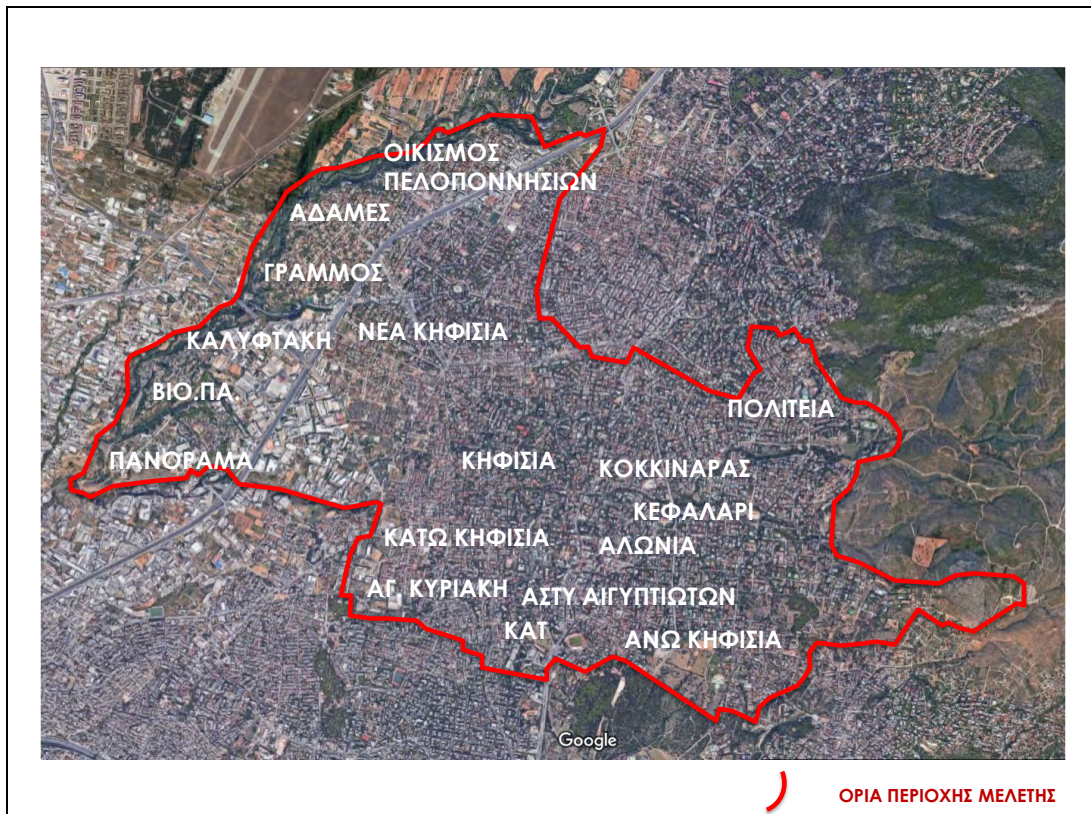 ΟΙΚΙΣΜΟΣ
ΠΕΛΟΠΟΝΝΗΣΙΩΝ
ΑΔΑΜΕΣ
ΓΡΑΜΜΟΣ
ΚΑΛΥΦΤΑΚΗ
ΝΕΑ ΚΗΦΙΣΙΑ
ΒΙΟ.ΠΑ.
ΠΟΛΙΤΕΙΑ
ΠΑΝΟΡΑΜΑ
ΚΗΦΙΣΙΑ
ΚΟΚΚΙΝΑΡΑΣ
ΚΕΦΑΛΑΡΙ
ΚΑΤΩ ΚΗΦΙΣΙΑ
ΑΛΩΝΙΑ
ΑΓ. ΚΥΡΙΑΚΗ
ΑΣΤΥ ΑΙΓΥΠΤΙΩΤΩΝ
ΚΑΤ
ΑΝΩ ΚΗΦΙΣΙΑ
Google
ΟΡΙΑ ΠΕΡΙΟΧΗΣ ΜΕΛΕΤΗΣ